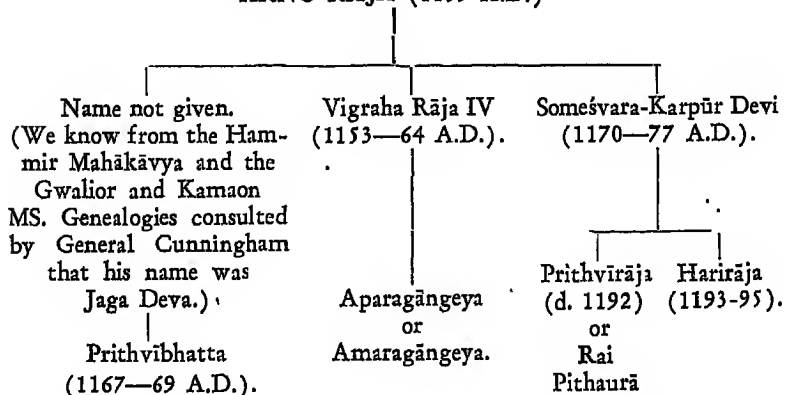 Name not given.
(We know from the Ham-
mir Mahākāvya and the
Gwalior and Kamaon
MS. Genealogies consulted
by General Cunningham
that his name was
Jaga Deva.)
Prithvībhatta
(1167—69 A.D.).
Vigraha Rāja IV
(1153—64 A.D.).
Aparagāngeya
or
Amaragāngeya.
Someśvara-Karpūr Devi
(1170—77 A.D.).
Prithvīrāja
(d. 1192)
or
Rai
Pithaurā
Harirāja
(1193-95).